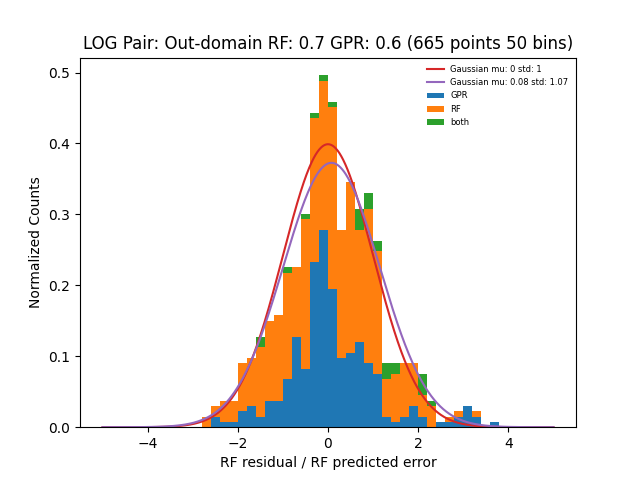 LOG Pair: Out-domain RF: 0.7 GPR: 0.6 (665 points 50 bins)
Gaussian mu: 0 std: 1
Gaussian mu: 0.08 std: 1.07
GPR
RF
both
Normalized Counts
0.5
0.4
0.3
0.2
0.1
0.0
−4 −2 0 2 4
RF residual / RF predicted error